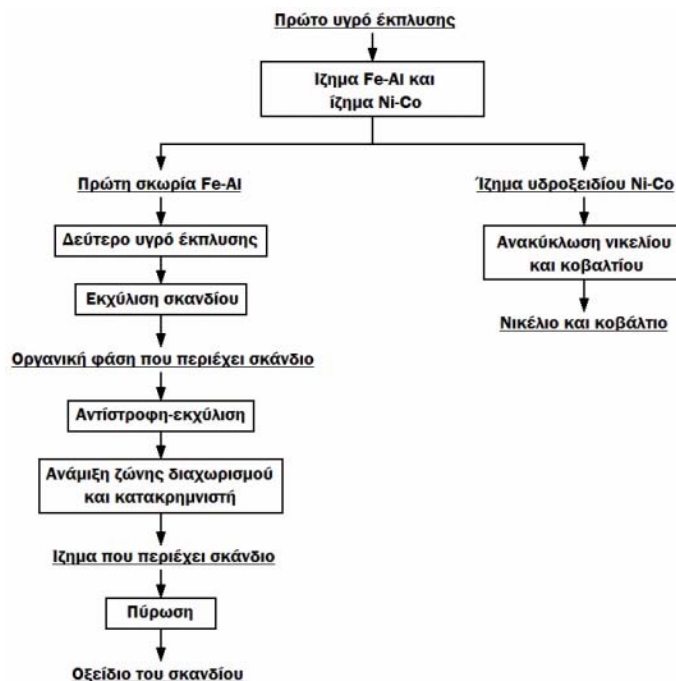 Πρώτο υγρό έκπλυσης
Ίζημα Fe-Al και
ίζημα Ni-Co
Πρώτη σκωρία Fe-Al
Δεύτερο υγρό έκπλυσης
Εκχύλιση σκανδίου
Οργανική φάση που περιέχει σκάνδιο
Αντίστροφη-εκχύλιση
Ανάμιξη ζώνης διαχωρισμού
και κατακρημνιστή
Ιζημα που περιέχει σκάνδιο
Πύρωση
Οξείδιο του σκανδίου
Ίζημα υδροξειδίου Ni-Co
Ανακύκλωση νικελίου
και κοβαλτίου
Νικέλιο και κοβάλτιο